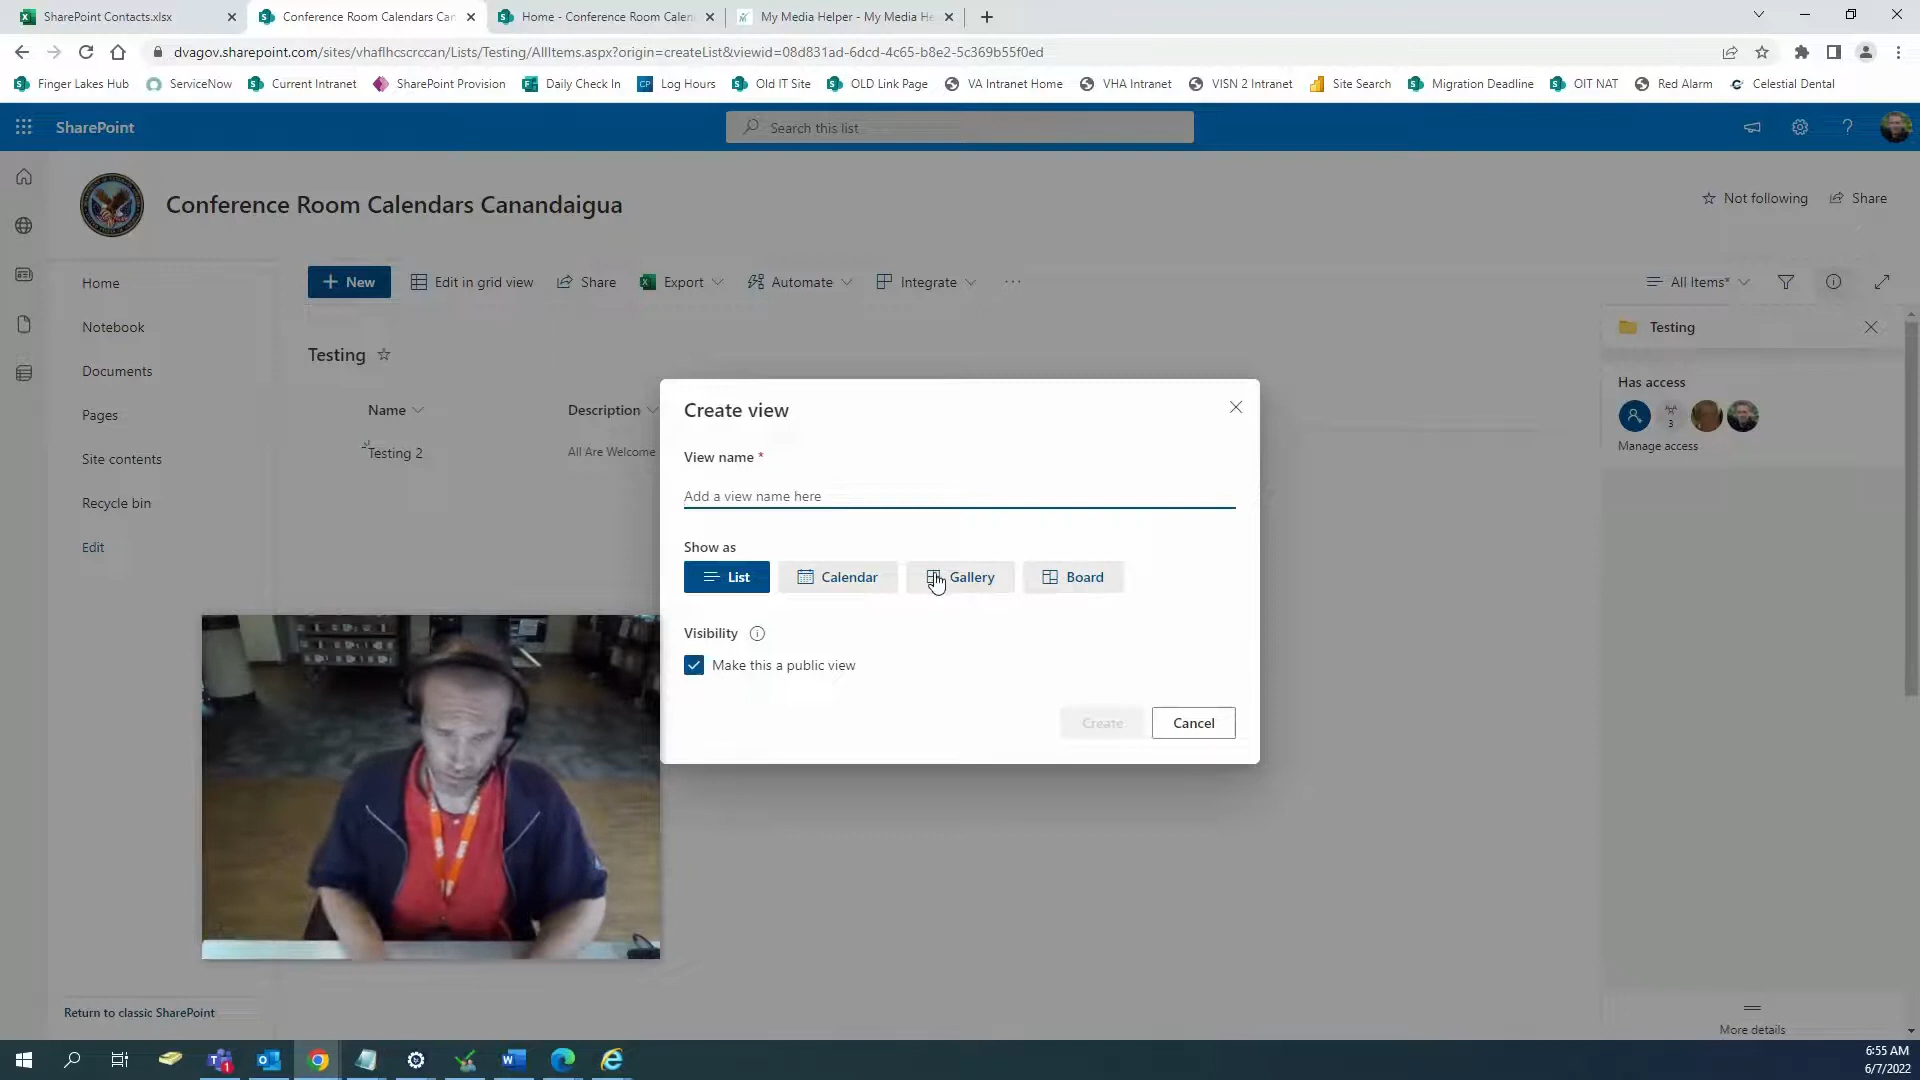 SharePoint Contacts.xlsx
Conference Room Calendars Can
Home - Conference Room Calen
My Media Helper - My Media He
dvagov.sharepoint.com/sites/vhaflhcscrccan/Lists/Testing/AllItems.aspx?origin=createList&viewid=08d831ad-6dcd-4c65-b8e2-5c369b55f0ed
Finger Lakes Hub ServiceNow Current Intranet SharePoint Provision Daily Check In CP Log Hours Old IT Site OLD Link Page VA Intranet Home VHA Intranet VISN 2 Intranet Site Search Migration Deadline OIT NAT Red Alarm Celestial Dental
SharePoint
Search this list
Conference Room Calendars Canandaigua
Not following Share
Home
Notebook
Documents
Pages
Site contents
Recycle bin
Edit
New Edit in grid view Share Export Automate Integrate ···
All Items*
Testing
Name Description
Testing 2 All Are Welcome
Create view
View name *
Add a view name here
Show as
List Calendar Gallery Board
Visibility
Make this a public view
Create Cancel
Testing
Has access
3
Manage access
More details
Return to classic SharePoint
6:55 AM
6/7/2022